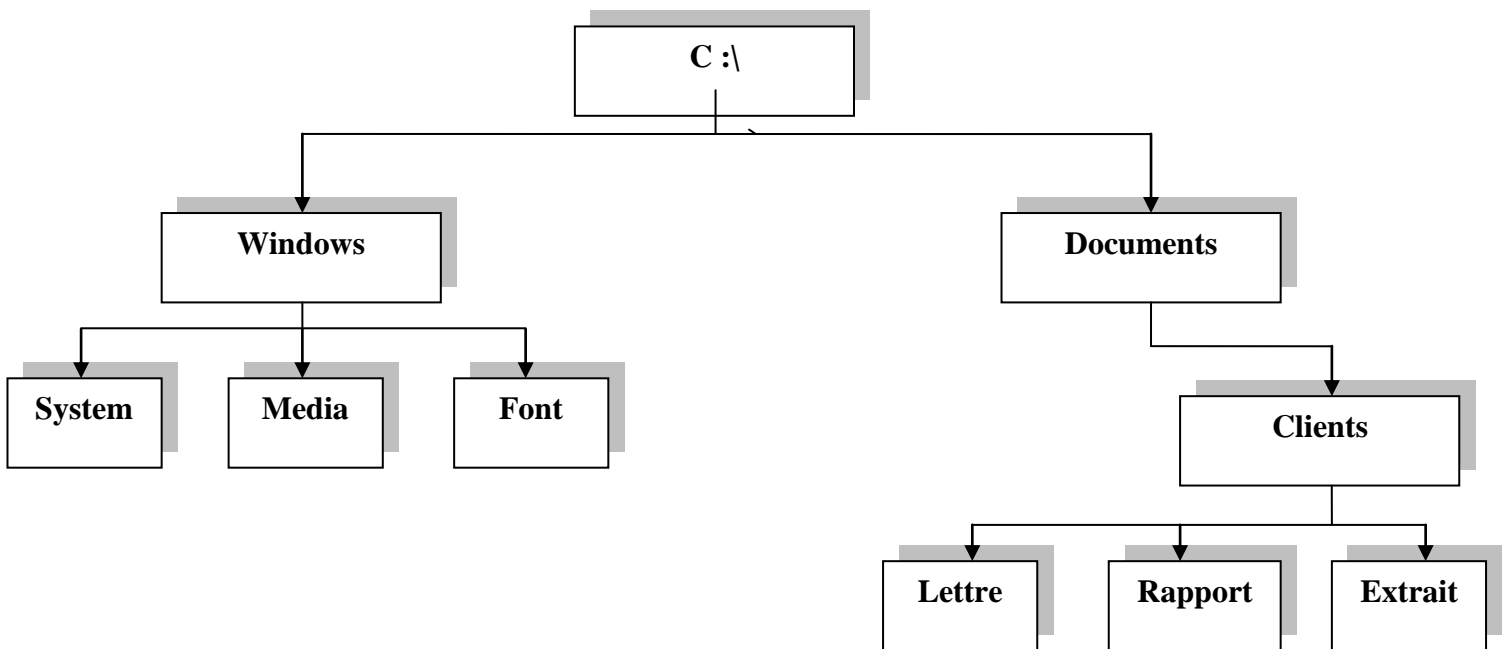 C :\
Windows
Documents
System
Media
Font
Clients
Lettre
Rapport
Extrait